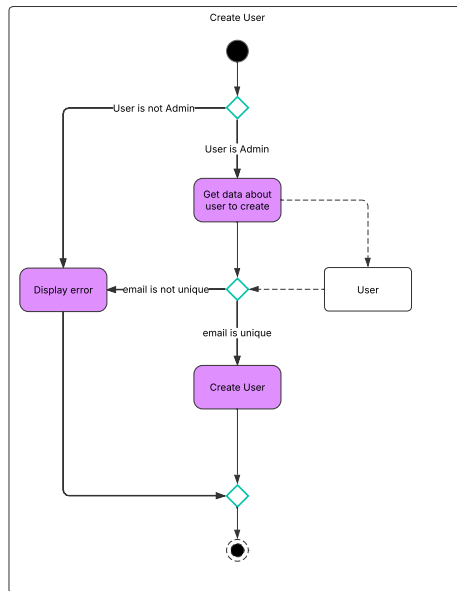 Create User
User is not Admin
User is Admin
Get data about
user to create
Display error
email is not unique
User
email is unique
Create User